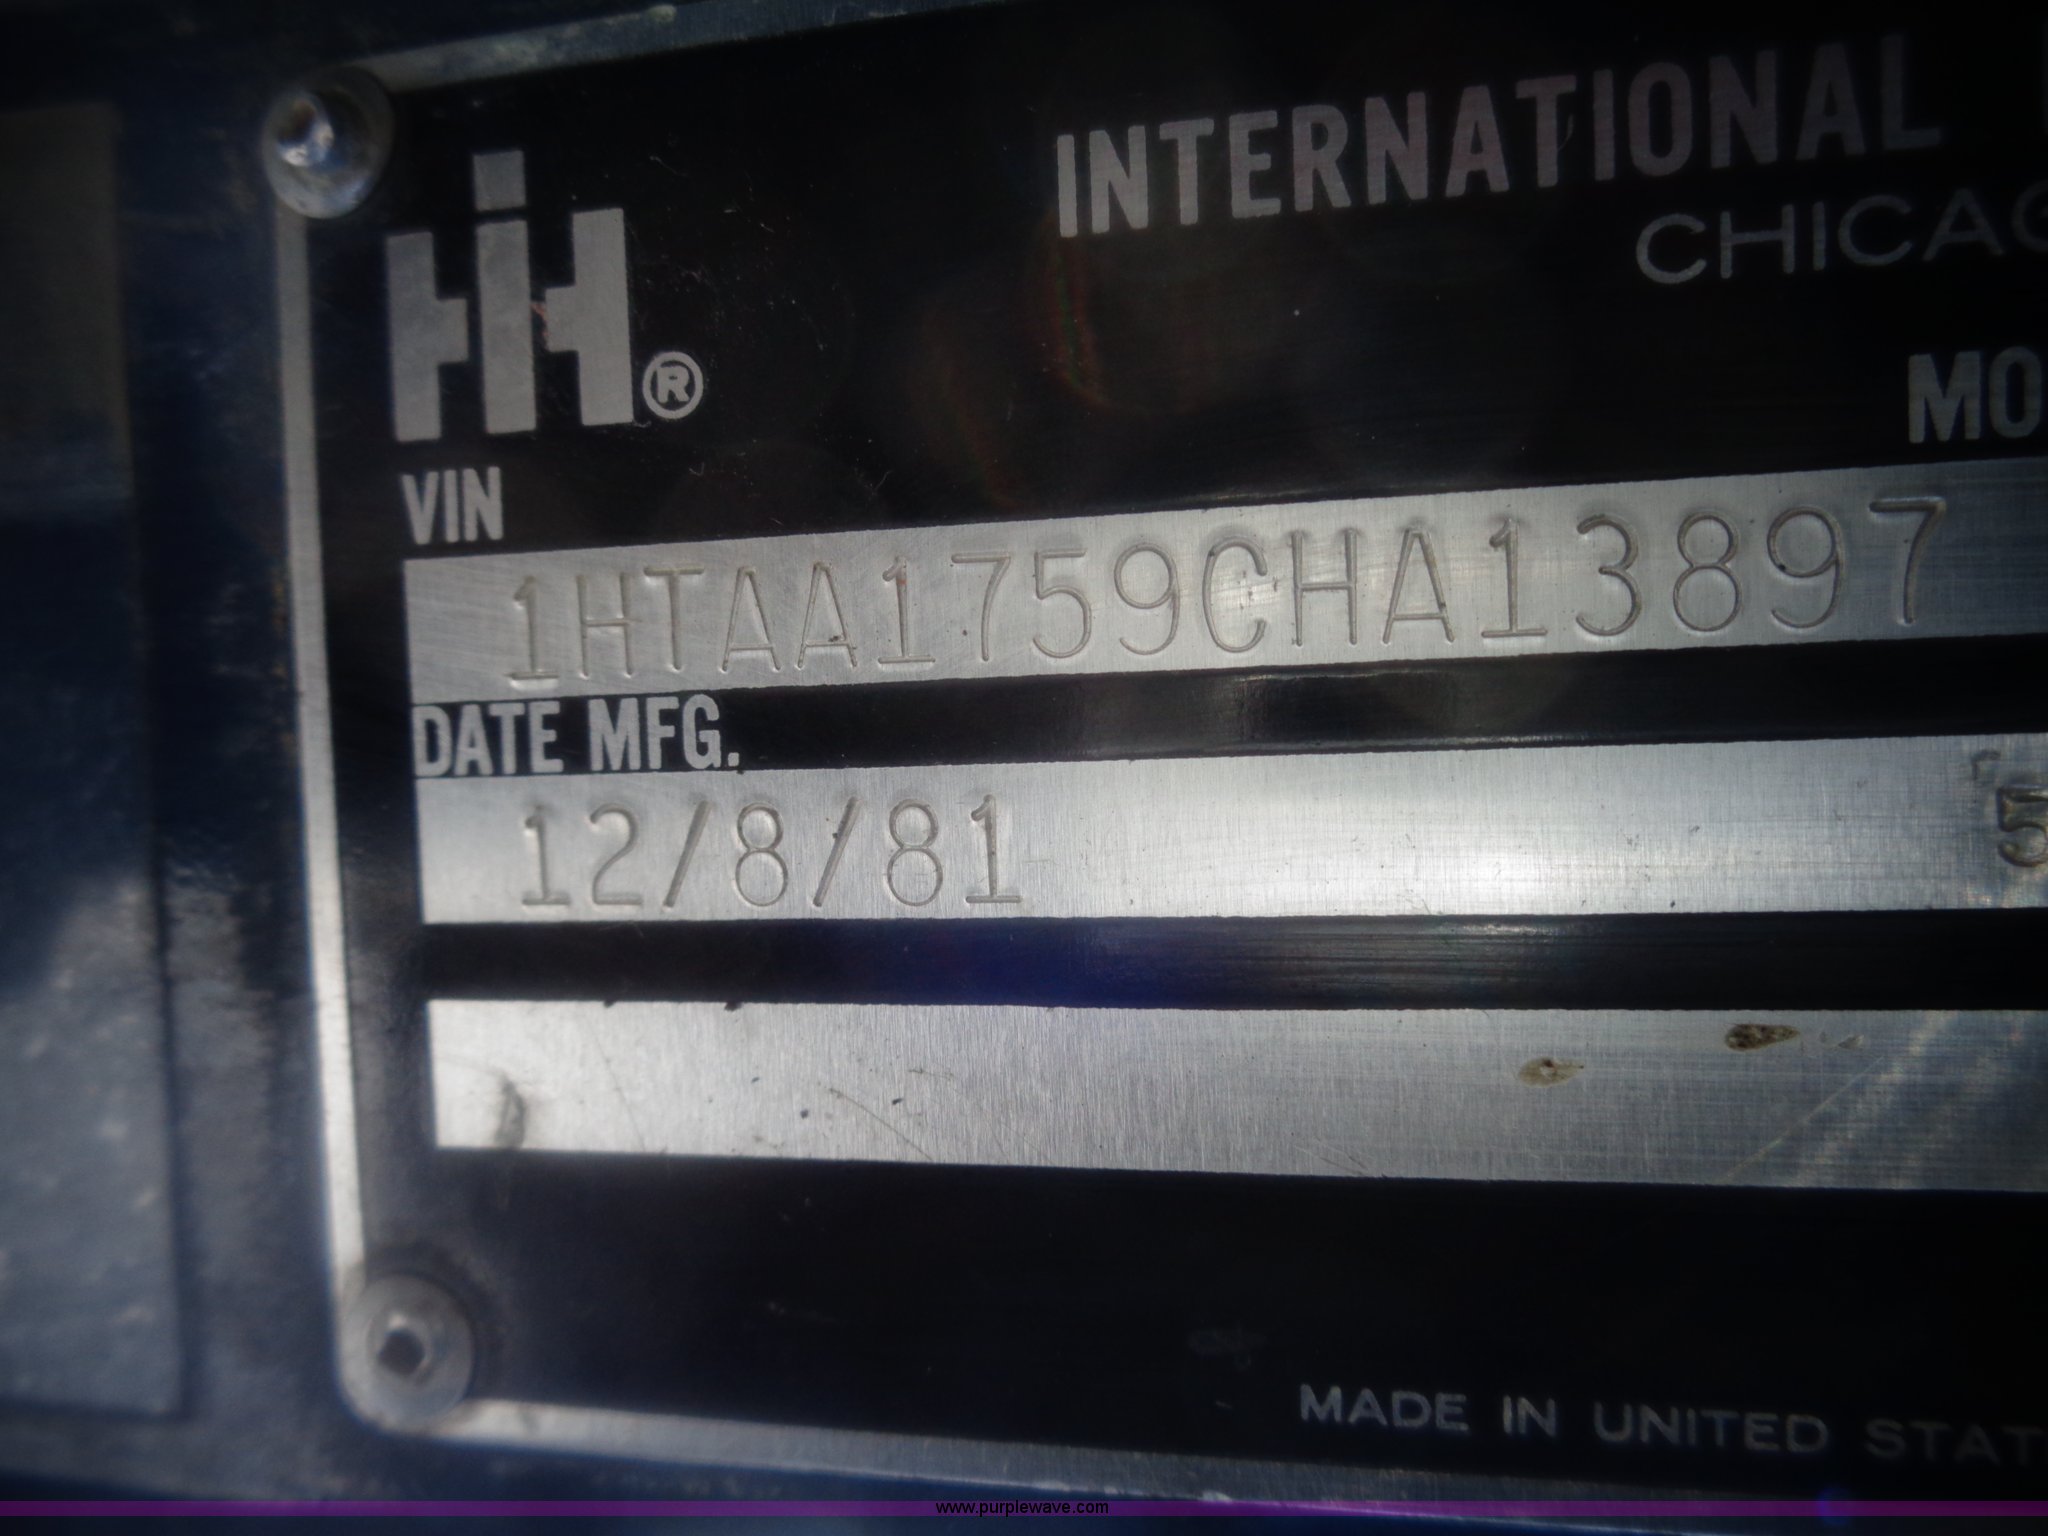 INTERNATIONAL
CHICAG
IH ®
MO
VIN
1HTAA1759CHA13897
DATE MFG.
12/8/81
5
MADE IN UNITED STAT
www.purplewave.com